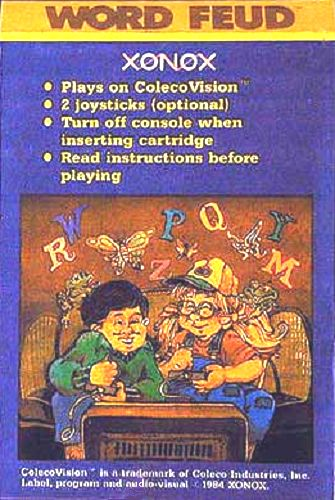 WORD FEUD™
XONOX
• Plays on ColecoVision™
• 2 joysticks (optional)
• Turn off console when
inserting cartridge
• Read instructions before
playing
W P Q Y
R Z M
ColecoVision™ is a trademark of Coleco Industries, Inc.
Label, program and audio-visual © 1984 XONOX.